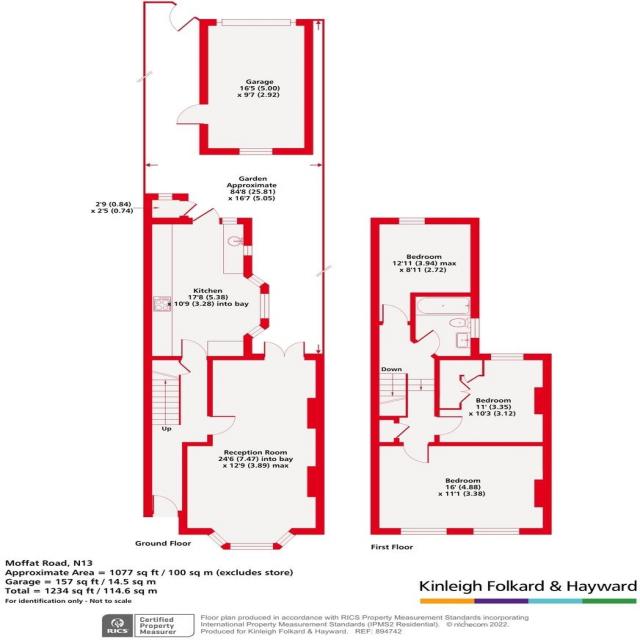 Garage
16'5 (5.00)
x 9'7 (2.92)
Garden
Approximate
84'8 (25.81)
x 16'7 (5.05)
2'9 (0.84)
x 2'5 (0.74)
Kitchen
17'8 (5.38)
x 10'9 (3.28) into bay
Up
Reception Room
24'6 (7.47) into bay
x 12'9 (3.89) max
Ground Floor
Bedroom
12'11 (3.94) max
x 8'11 (2.72)
Down
Bedroom
11' (3.35)
x 10'3 (3.12)
Bedroom
16' (4.88)
x 11'1 (3.38)
First Floor
Moffat Road, N13
Approximate Area = 1077 sq ft / 100 sq m (excludes store)
Garage = 157 sq ft / 14.5 sq m
Total = 1234 sq ft / 114.6 sq m
For identification only - Not to scale
Kinleigh Folkard & Hayward
RICS
Certified
Property
Measurer
Floor plan produced in accordance with RICS Property Measurement Standards incorporating
International Property Measurement Standards (IPMS2 Residential). © nichecom 2022.
Produced for Kinleigh Folkard & Hayward. REF: 894742